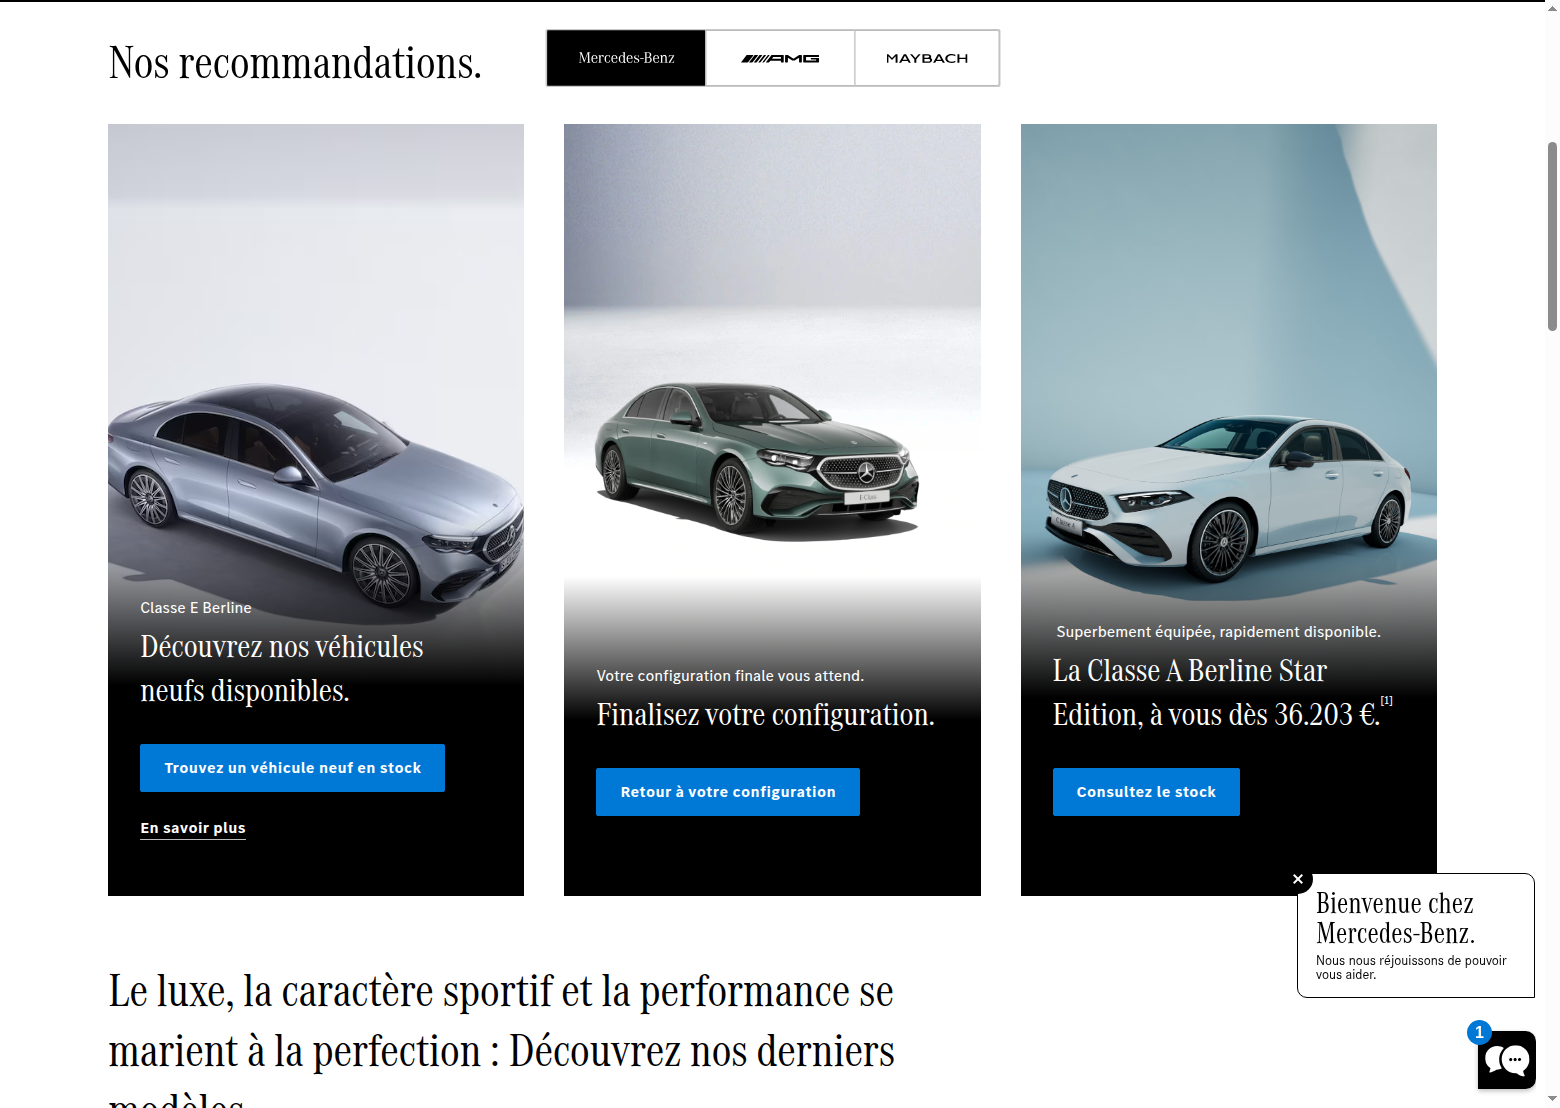 Nos recommandations.
Mercedes-Benz
AMG
MAYBACH
Classe E Berline
Découvrez nos véhicules
neufs disponibles.
Trouvez un véhicule neuf en stock
En savoir plus
E-Class
Votre configuration finale vous attend.
Finalisez votre configuration.
Retour à votre configuration
Classe A
Superbement équipée, rapidement disponible.
La Classe A Berline Star
Edition, à vous dès 36.203 €.[1]
Consultez le stock
Bienvenue chez
Mercedes-Benz.
Nous nous réjouissons de pouvoir
vous aider.
1
Le luxe, la caractère sportif et la performance se
marient à la perfection : Découvrez nos derniers
modèles